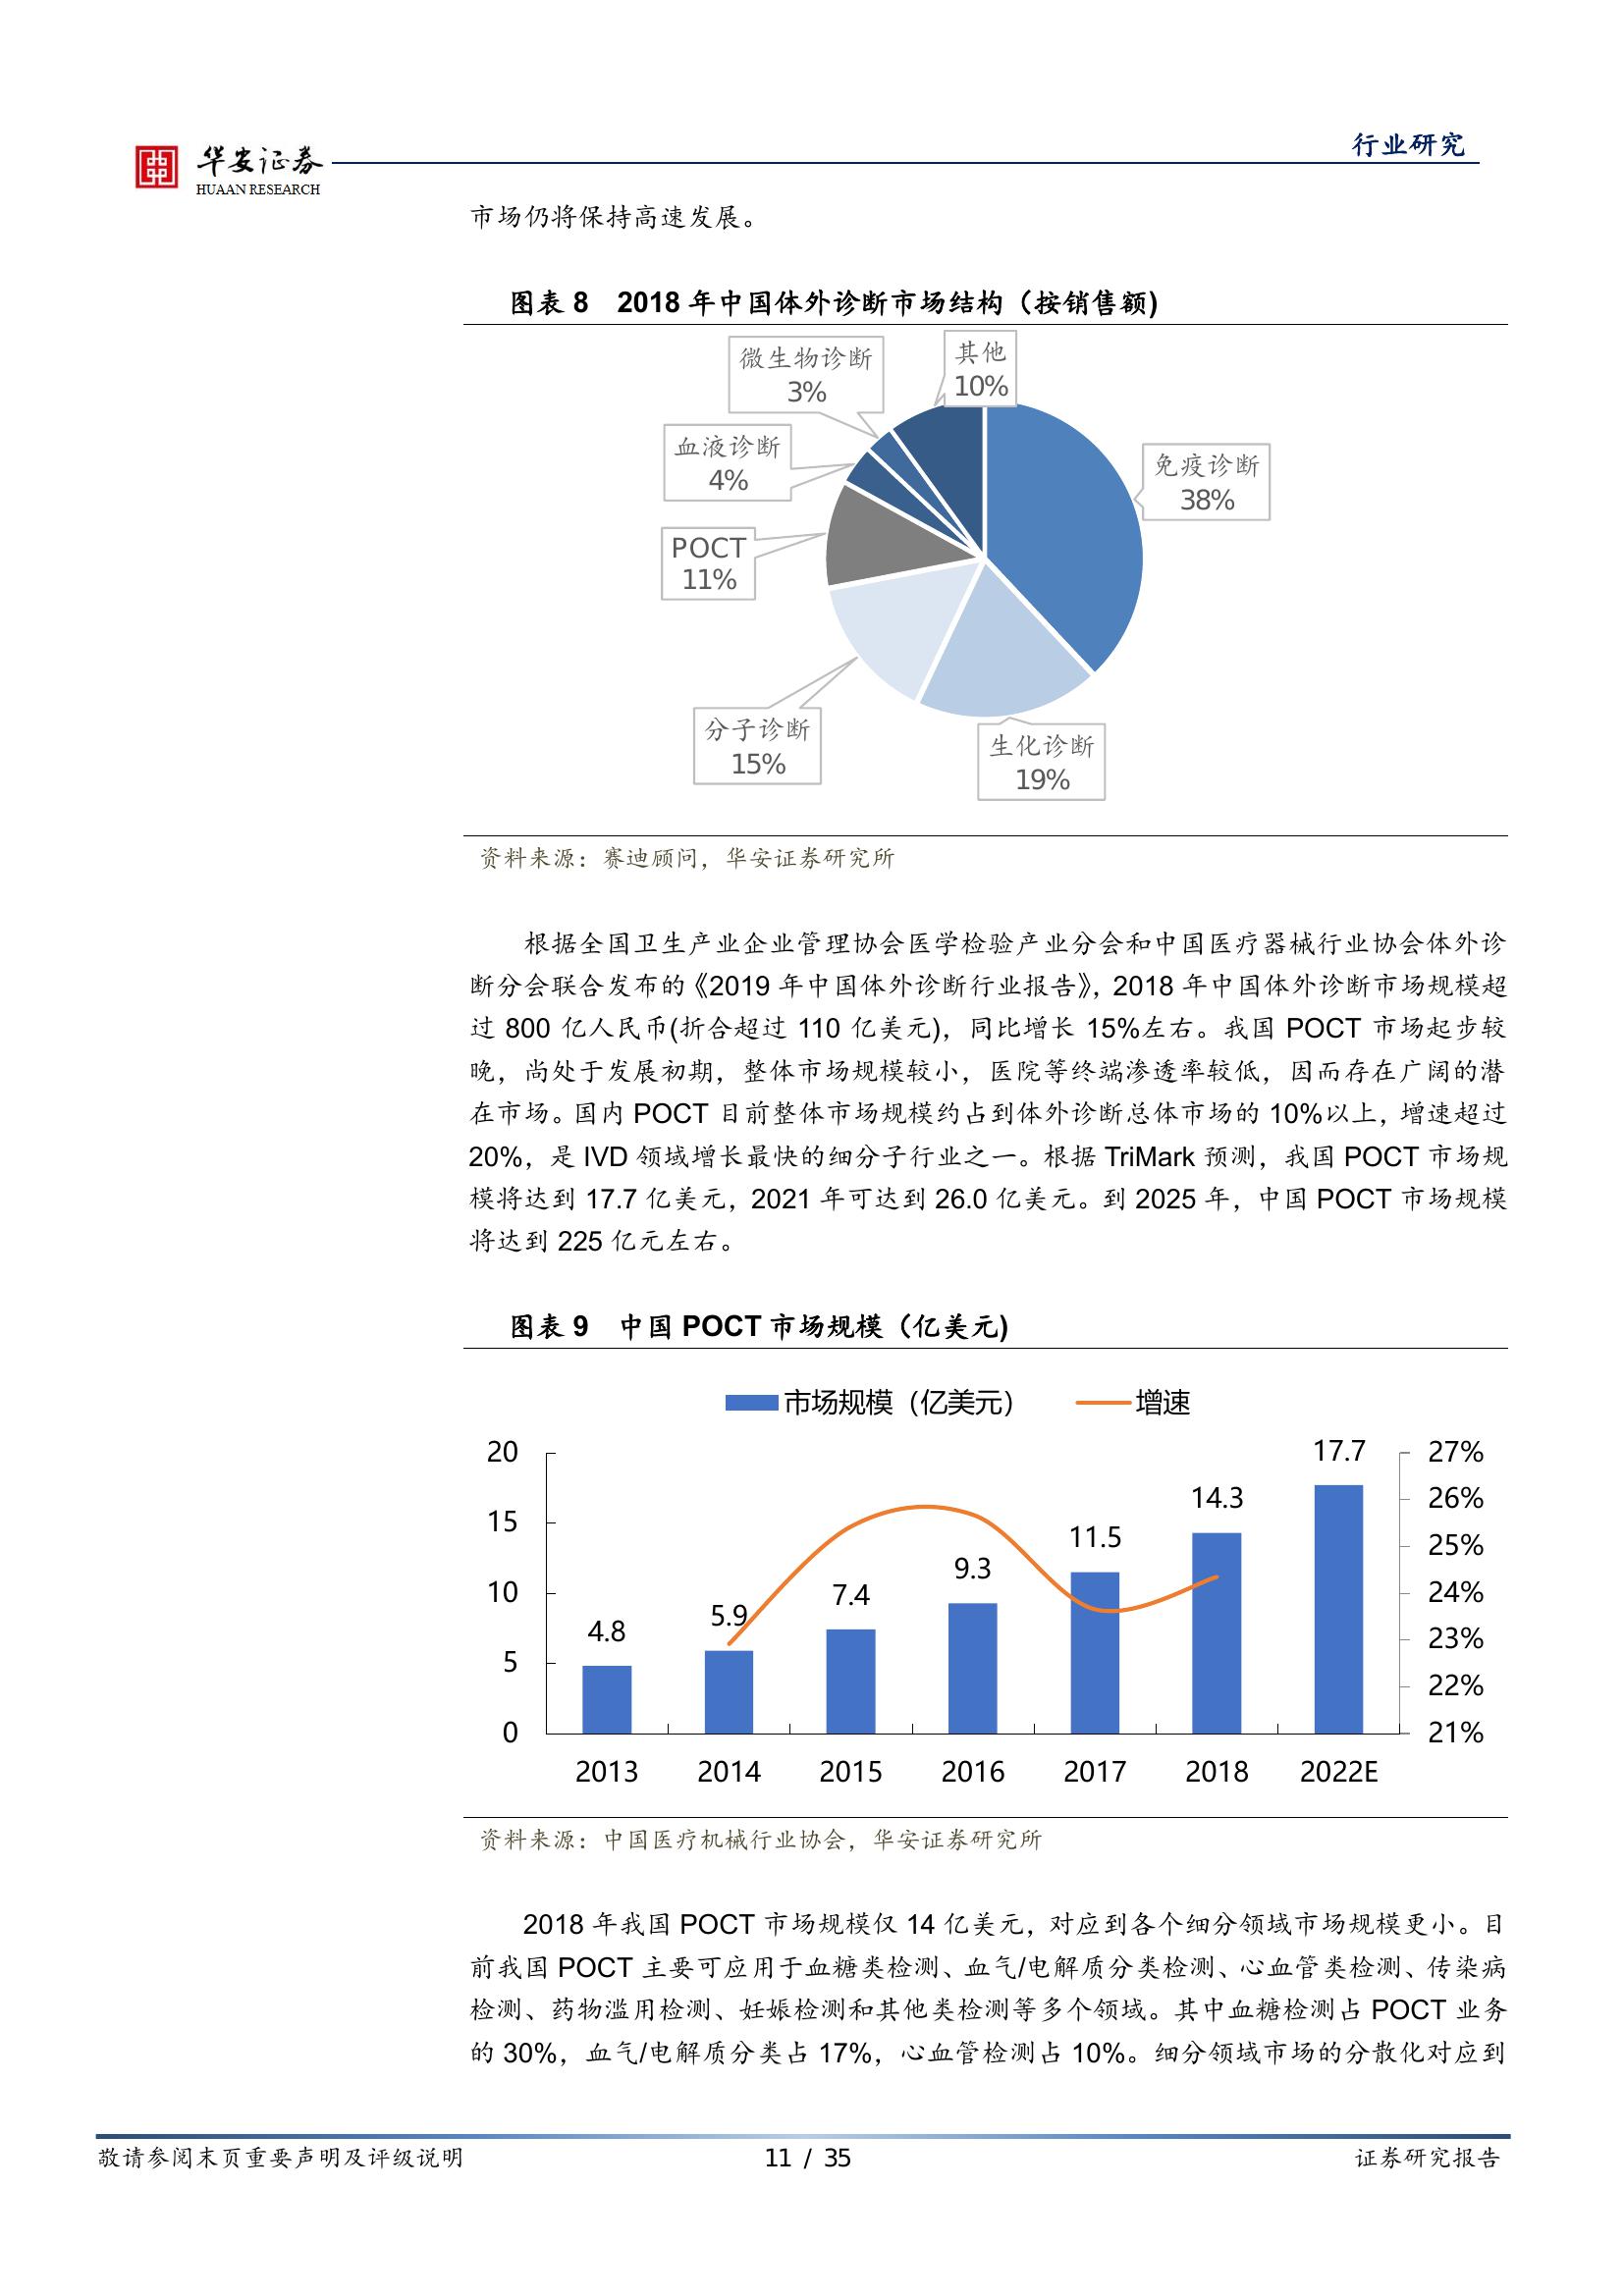 华安证券
HUAAN RESEARCH
行业研究
市场仍将保持高速发展。
图表 8 2018 年中国体外诊断市场结构（按销售额)
其他
10%
微生物诊断
3%
血液诊断
4%
免疫诊断
38%
POCT
11%
分子诊断
15%
生化诊断
19%
资料来源：赛迪顾问，华安证券研究所
根据全国卫生产业企业管理协会医学检验产业分会和中国医疗器械行业协会体外诊
断分会联合发布的《2019 年中国体外诊断行业报告》，2018 年中国体外诊断市场规模超
过 800 亿人民币(折合超过 110 亿美元)，同比增长 15%左右。我国 POCT 市场起步较
晚，尚处于发展初期，整体市场规模较小，医院等终端渗透率较低，因而存在广阔的潜
在市场。国内 POCT 目前整体市场规模约占到体外诊断总体市场的 10%以上，增速超过
20%，是 IVD 领域增长最快的细分子行业之一。根据 TriMark 预测，我国 POCT 市场规
模将达到 17.7 亿美元，2021 年可达到 26.0 亿美元。到 2025 年，中国 POCT 市场规模
将达到 225 亿元左右。
图表 9 中国 POCT 市场规模（亿美元)
市场规模（亿美元） 增速
20
15
10
5
0
4.8
5.9
7.4
9.3
11.5
14.3
17.7
27%
26%
25%
24%
23%
22%
21%
2013 2014 2015 2016 2017 2018 2022E
资料来源：中国医疗机械行业协会，华安证券研究所
2018 年我国 POCT 市场规模仅 14 亿美元，对应到各个细分领域市场规模更小。目
前我国 POCT 主要可应用于血糖类检测、血气/电解质分类检测、心血管类检测、传染病
检测、药物滥用检测、妊娠检测和其他类检测等多个领域。其中血糖检测占 POCT 业务
的 30%，血气/电解质分类占 17%，心血管检测占 10%。细分领域市场的分散化对应到
敬请参阅末页重要声明及评级说明 11 / 35 证券研究报告